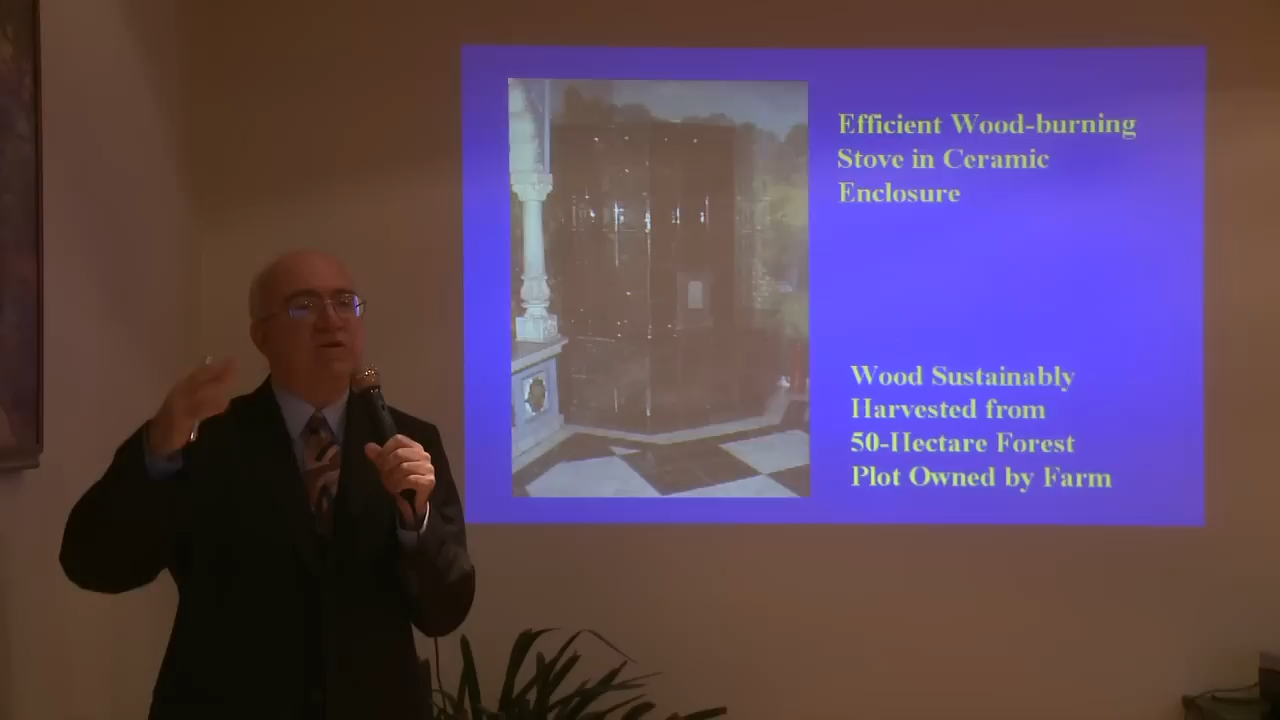 Efficient Wood-burning
Stove in Ceramic
Enclosure
Wood Sustainably
Harvested from
50-Hectare Forest
Plot Owned by Farm